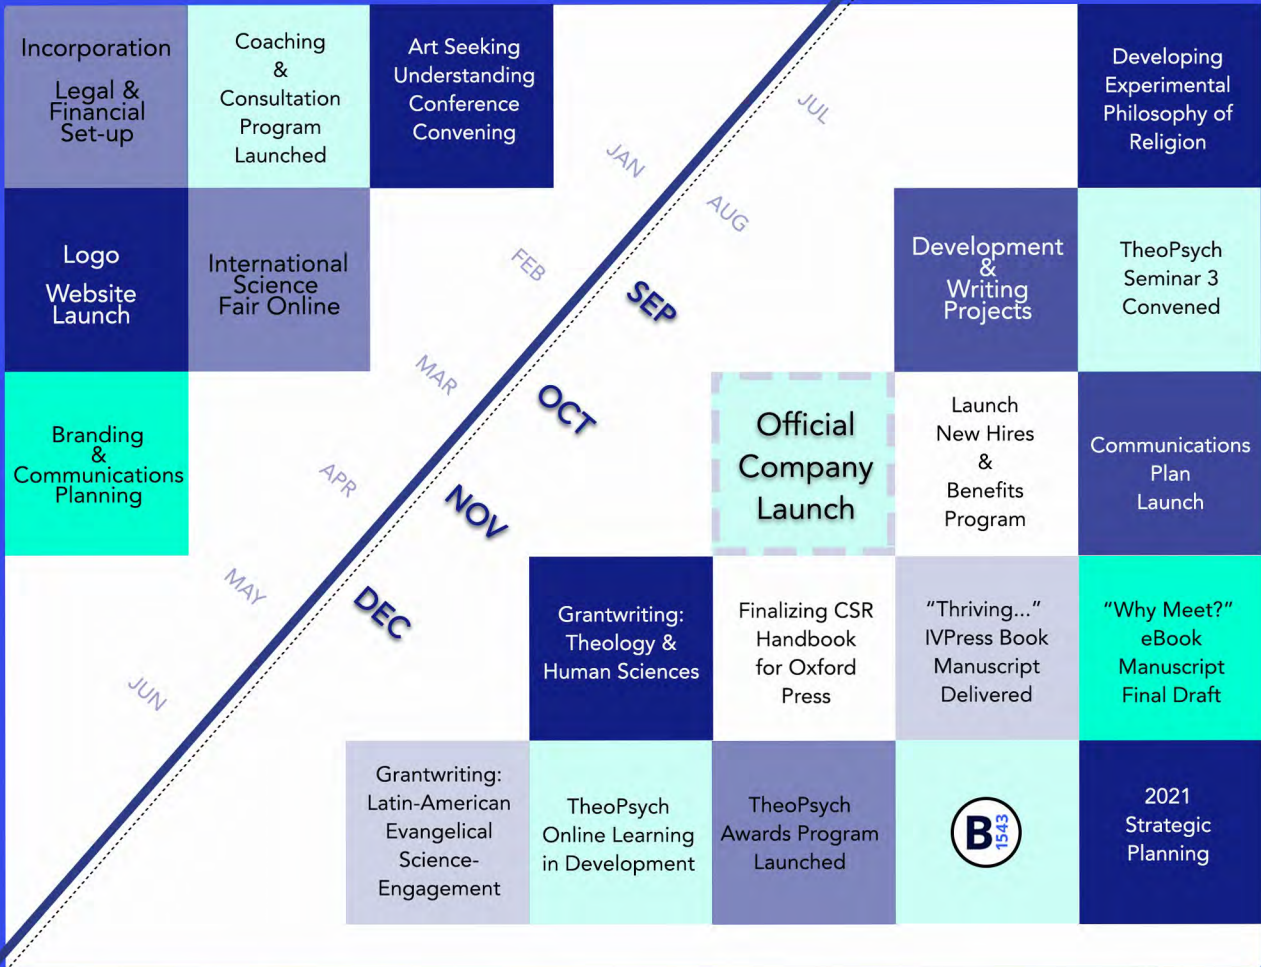 Incorporation
Legal &
Financial
Set-up
Coaching
&
Consultation
Program
Launched
Art Seeking
Understanding
Conference
Convening
Logo
Website
Launch
International
Science
Fair Online
Branding
&
Communications
Planning
JAN
FEB
MAR
APR
MAY
JUN
JUL
AUG
SEP
OCT
NOV
DEC
Developing
Experimental
Philosophy of
Religion
Development
&
Writing
Projects
TheoPsych
Seminar 3
Convened
Official
Company
Launch
Launch
New Hires
&
Benefits
Program
Communications
Plan
Launch
Grantwriting:
Theology &
Human Sciences
Finalizing CSR
Handbook
for Oxford
Press
“Thriving...”
IVPress Book
Manuscript
Delivered
“Why Meet?”
eBook
Manuscript
Final Draft
Grantwriting:
Latin-American
Evangelical
Science-
Engagement
TheoPsych
Online Learning
in Development
TheoPsych
Awards Program
Launched
B
1543
2021
Strategic
Planning